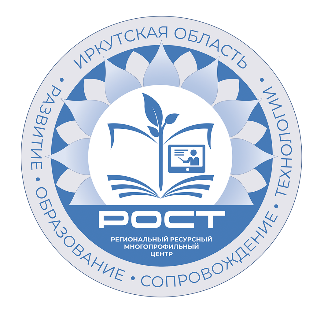 • ИРКУТСКАЯ ОБЛАСТЬ • ТЕХНОЛОГИИ • СОПРОВОЖДЕНИЕ • ОБРАЗОВАНИЕ • РАЗВИТИЕ
РОСТ
РЕГИОНАЛЬНЫЙ РЕСУРСНЫЙ
МНОГОПРОФИЛЬНЫЙ
ЦЕНТР